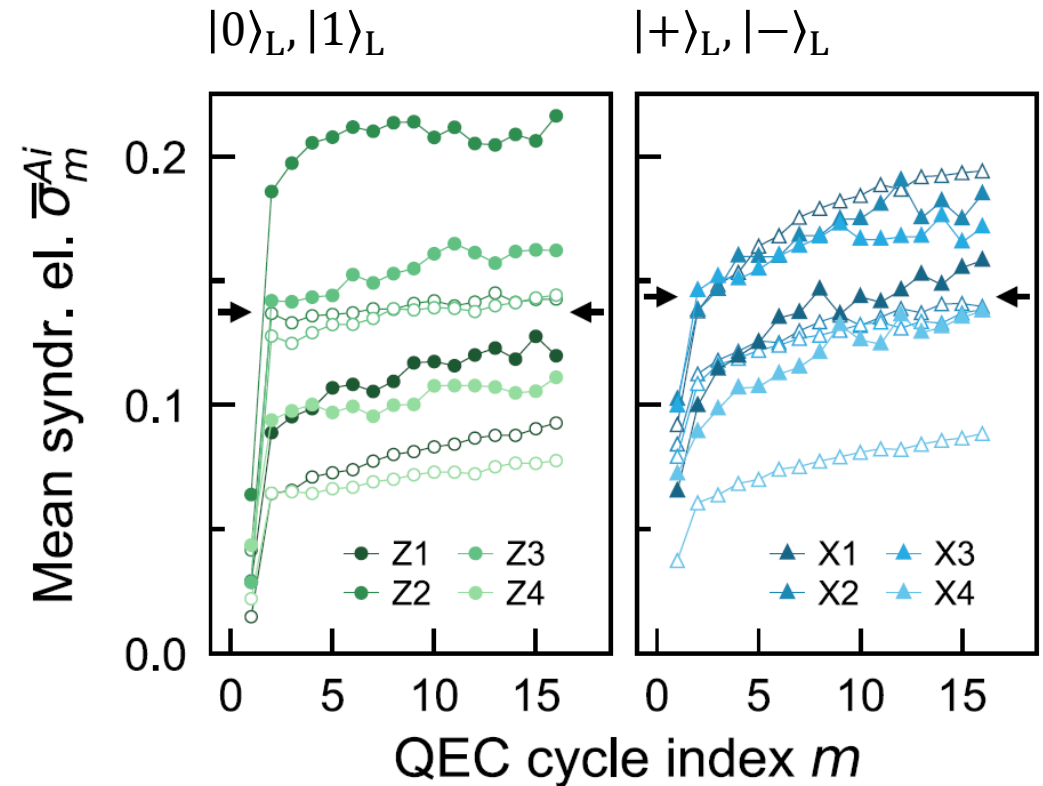 |0⟩L, |1⟩L
|+⟩L, |−⟩L
Mean syndr. el. σ̄ᴬⁱₘ
0.2
0.1
0.0
Z1 Z3
Z2 Z4
X1 X3
X2 X4
0 5 10 15
0 5 10 15
QEC cycle index m